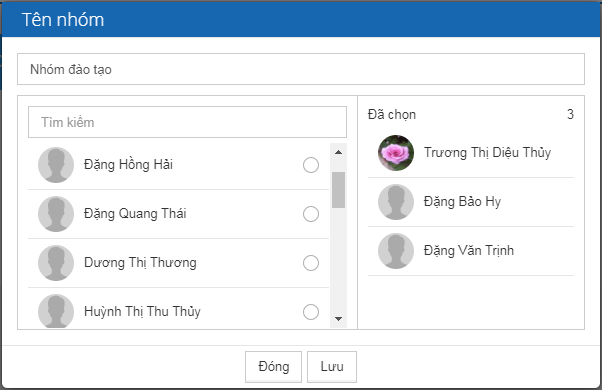 Tên nhóm
Nhóm đào tạo
Tìm kiếm
Đặng Hồng Hải
Đặng Quang Thái
Dương Thị Thương
Huỳnh Thị Thu Thủy
Đã chọn 3
Trương Thị Diệu Thủy
Đặng Bảo Hy
Đặng Văn Trịnh
Đóng Lưu